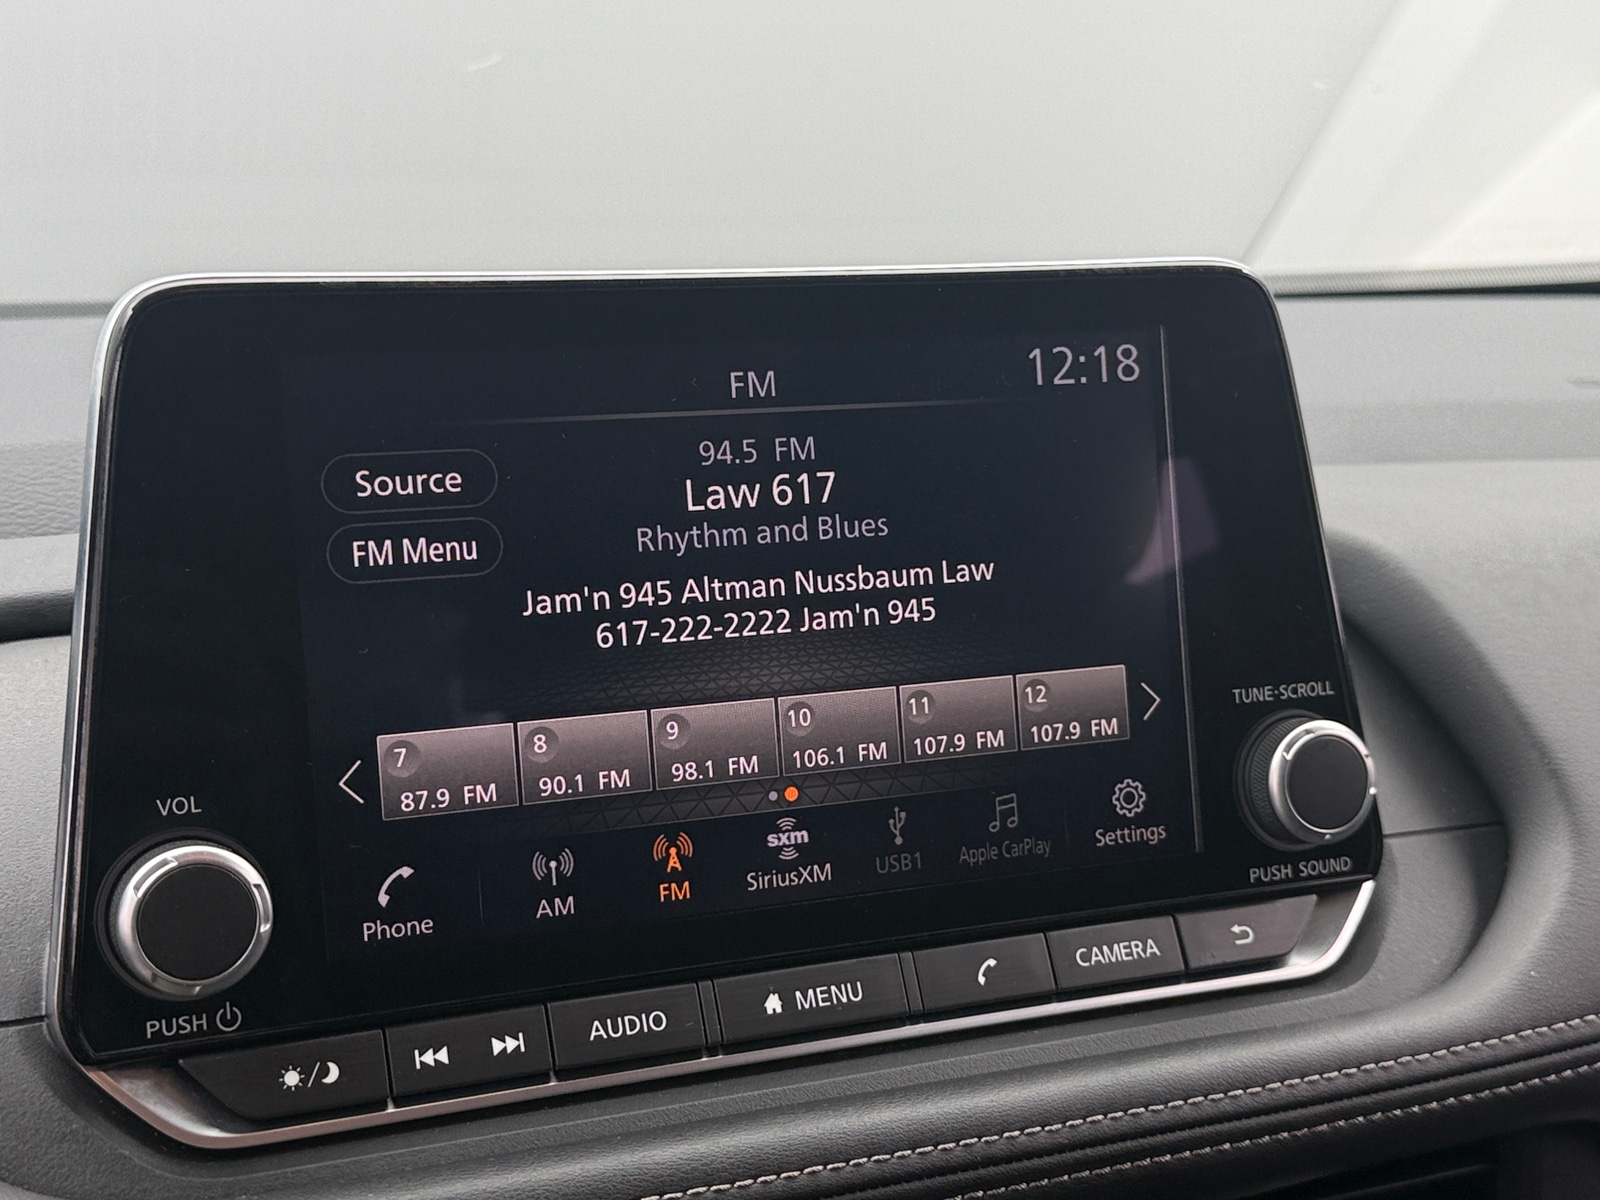 FM
12:18
Source
94.5 FM
Law 617
Rhythm and Blues
FM Menu
Jam'n 945 Altman Nussbaum Law
617-222-2222 Jam'n 945
7
87.9 FM
8
90.1 FM
9
98.1 FM
10
106.1 FM
11
107.9 FM
12
107.9 FM
Phone
AM
FM
sxm
SiriusXM
USB1
Apple CarPlay
Settings
VOL
PUSH
TUNE·SCROLL
PUSH SOUND
AUDIO
MENU
CAMERA